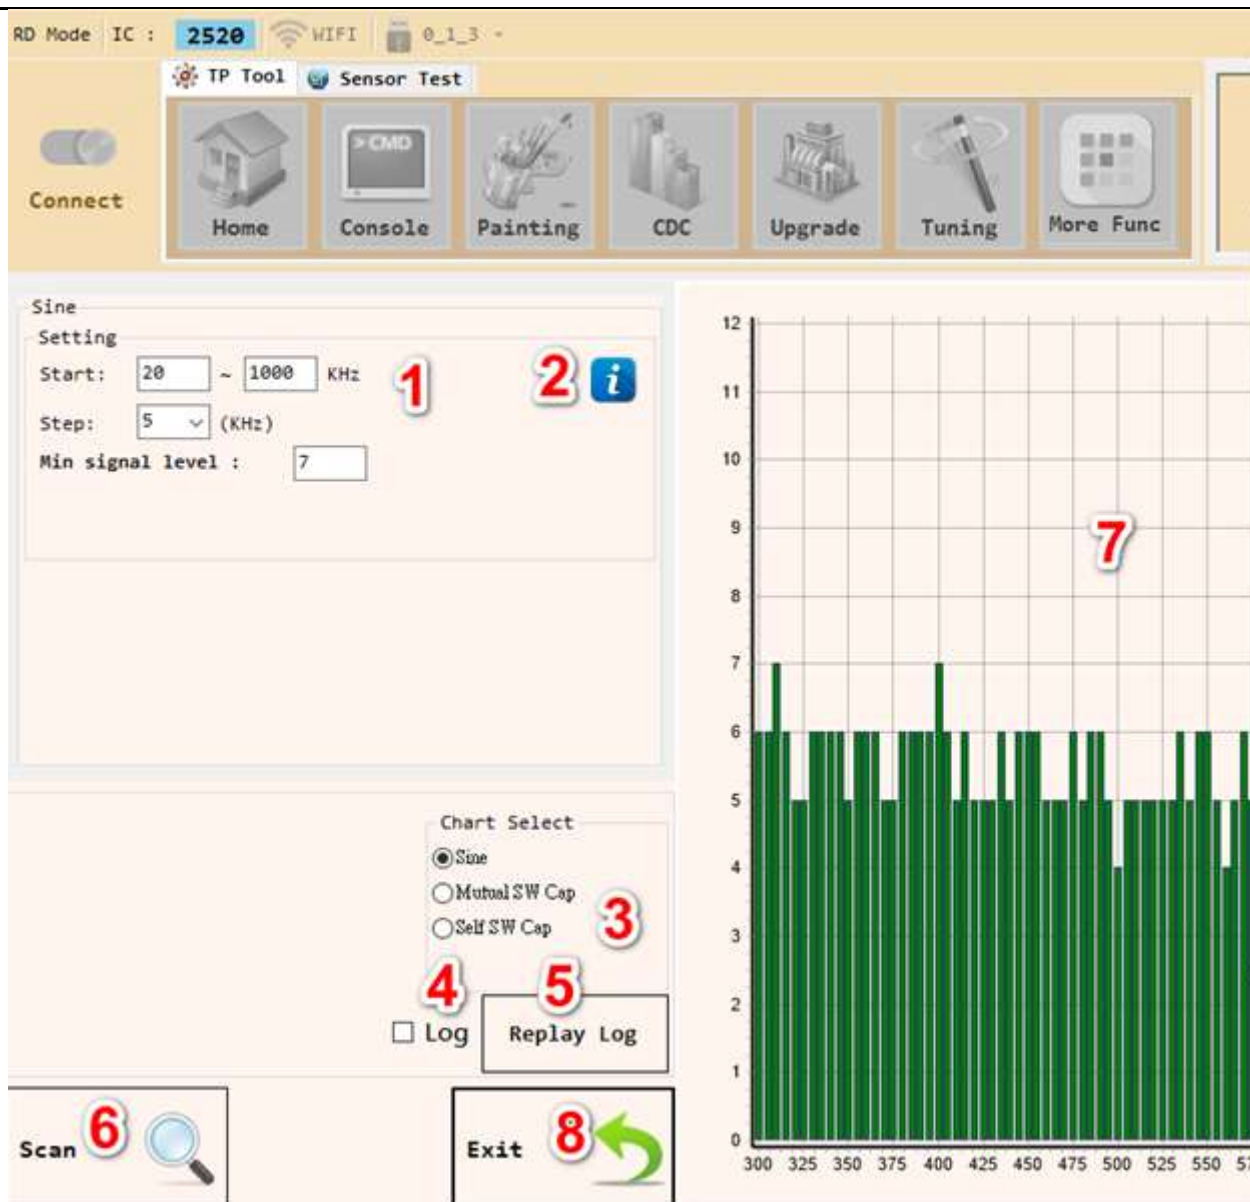 RD Mode IC : 2520 WIFI 0_1_3
TP Tool Sensor Test
Connect
> CMD
Home Console Painting CDC Upgrade Tuning More Func
Sine
Setting
Start: 20 ~ 1000 KHz
1
2
i
Step: 5 (KHz)
Min signal level : 7
Chart Select
Sine
Mutual SW Cap
Self SW Cap
3
4
5
Log
Replay Log
Scan
6
Exit
8
12
11
10
9
7
8
7
6
5
4
3
2
1
0
300 325 350 375 400 425 450 475 500 525 550